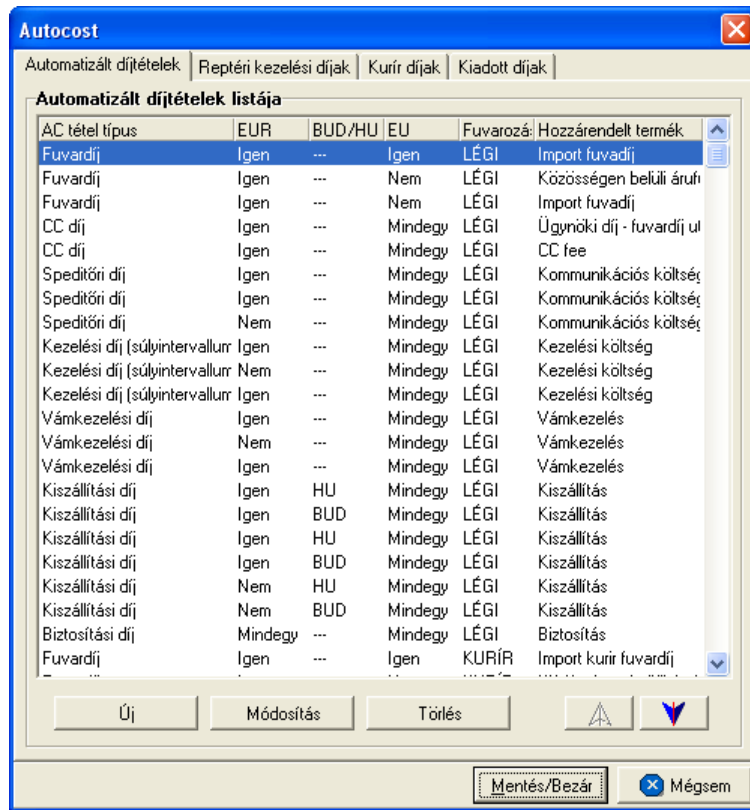 Autocost
Automatizált díjtételek Reptéri kezelési díjak Kurír díjak Kiadott díjak
Automatizált díjtételek listája
AC tétel típus EUR BUD/HU EU Fuvarozá: Hozzárendelt termék
Fuvardíj Igen --- Igen LÉGI Import fuvadíj
Fuvardíj Igen --- Nem LÉGI Közösségen belüli árufu
Fuvardíj Igen --- Nem LÉGI Import fuvadíj
CC díj Igen --- Mindegy LÉGI Ügynöki díj - fuvardíj ut
CC díj Igen --- Mindegy LÉGI CC fee
Speditőri díj Igen --- Mindegy LÉGI Kommunikációs költség
Speditőri díj Igen --- Mindegy LÉGI Kommunikációs költség
Speditőri díj Nem --- Mindegy LÉGI Kommunikációs költség
Kezelési díj (súlyintervallum Igen --- Mindegy LÉGI Kezelési költség
Kezelési díj (súlyintervallum Nem --- Mindegy LÉGI Kezelési költség
Kezelési díj (súlyintervallum Igen --- Mindegy LÉGI Kezelési költség
Vámkezelési díj Igen --- Mindegy LÉGI Vámkezelés
Vámkezelési díj Nem --- Mindegy LÉGI Vámkezelés
Vámkezelési díj Igen --- Mindegy LÉGI Vámkezelés
Kiszállítási díj Igen HU Mindegy LÉGI Kiszállítás
Kiszállítási díj Igen BUD Mindegy LÉGI Kiszállítás
Kiszállítási díj Igen HU Mindegy LÉGI Kiszállítás
Kiszállítási díj Igen BUD Mindegy LÉGI Kiszállítás
Kiszállítási díj Nem HU Mindegy LÉGI Kiszállítás
Kiszállítási díj Nem BUD Mindegy LÉGI Kiszállítás
Biztosítási díj Mindegy --- Mindegy LÉGI Biztosítás
Fuvardíj Igen --- Igen KURÍR Import kurir fuvardíj
Új Módosítás Törlés
Mentés/Bezár Mégsem